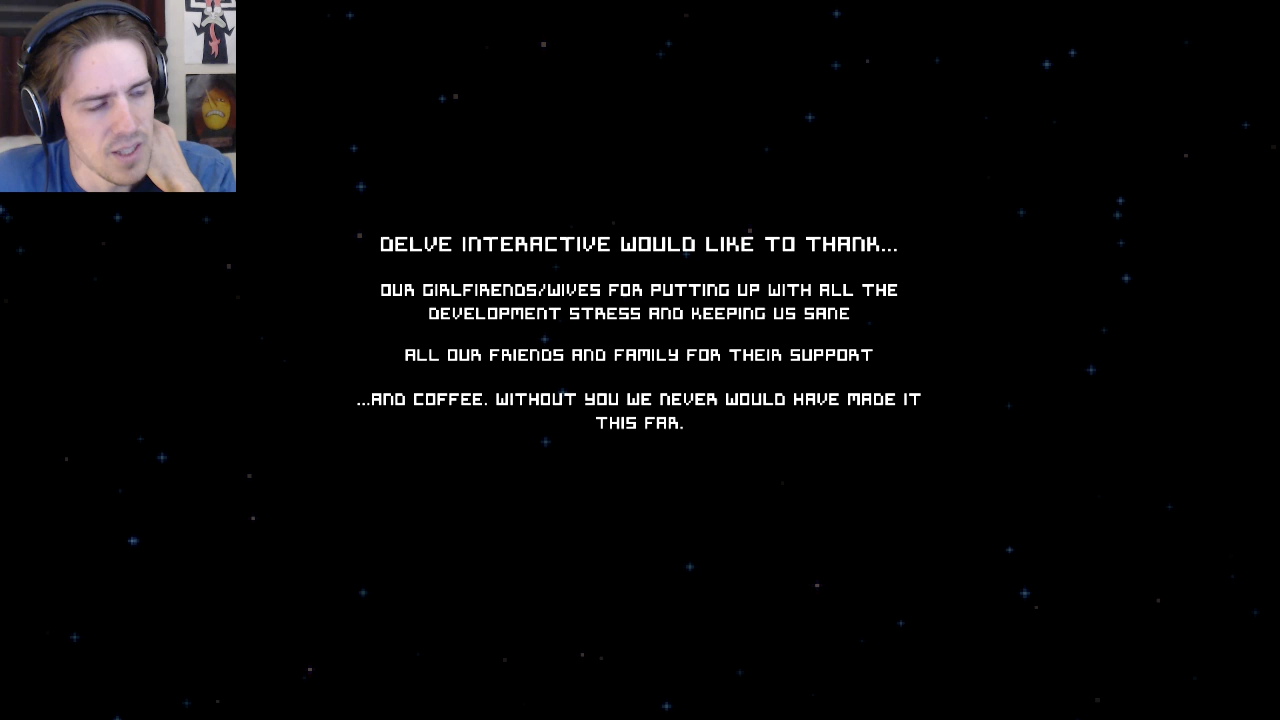 DELVE INTERACTIVE WOULD LIKE TO THANK...
OUR GIRLFIRENDS/WIVES FOR PUTTING UP WITH ALL THE
DEVELOPMENT STRESS AND KEEPING US SANE
ALL OUR FRIENDS AND FAMILY FOR THEIR SUPPORT
...AND COFFEE. WITHOUT YOU WE NEVER WOULD HAVE MADE IT
THIS FAR.